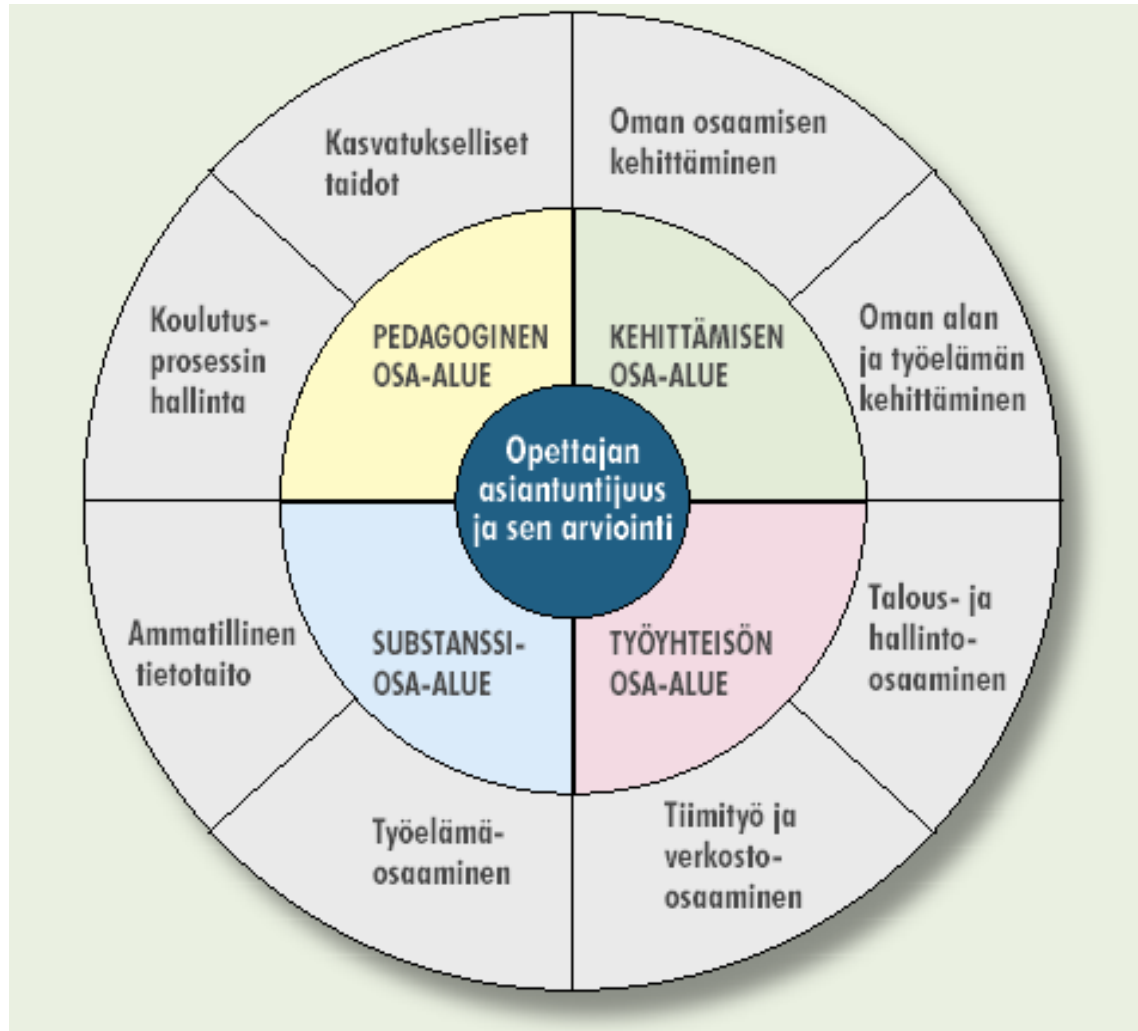 Kasvatukselliset
taidot
Oman osaamisen
kehittäminen
Koulutus-
prosessin
hallinta
PEDAGOGINEN
OSA-ALUE
KEHITTÄMISEN
OSA-ALUE
Oman alan
ja työelämän
kehittäminen
Opettajan
asiantuntijuus
ja sen arviointi
Ammatillinen
tietotaito
SUBSTANSSI-
OSA-ALUE
TYÖYHTEISÖN
OSA-ALUE
Talous- ja
hallinto-
osaaminen
Työelämä-
osaaminen
Tiimityö ja
verkosto-
osaaminen